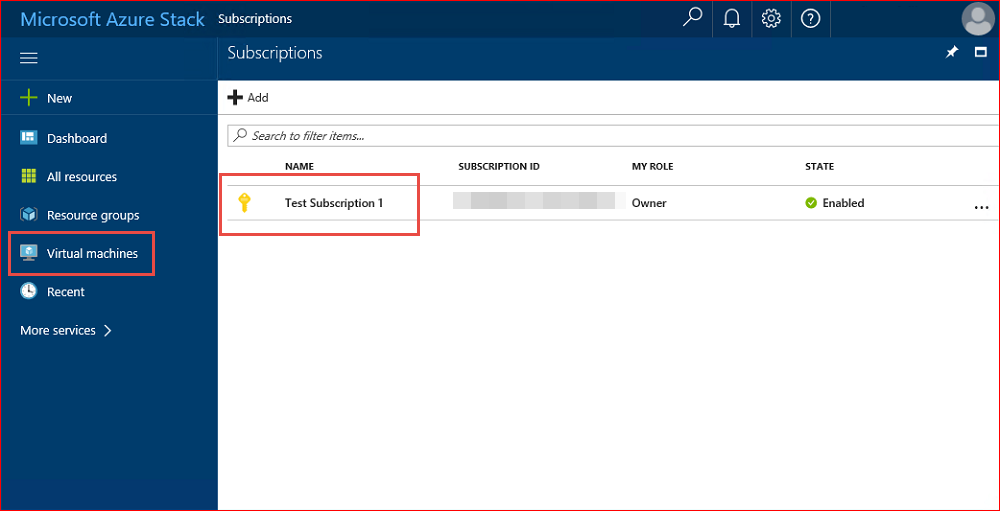 Microsoft Azure Stack Subscriptions
Subscriptions
New
Add
Dashboard
Search to filter items...
All resources
NAME SUBSCRIPTION ID MY ROLE STATE
Resource groups
Test Subscription 1 Owner Enabled ...
Virtual machines
Recent
More services